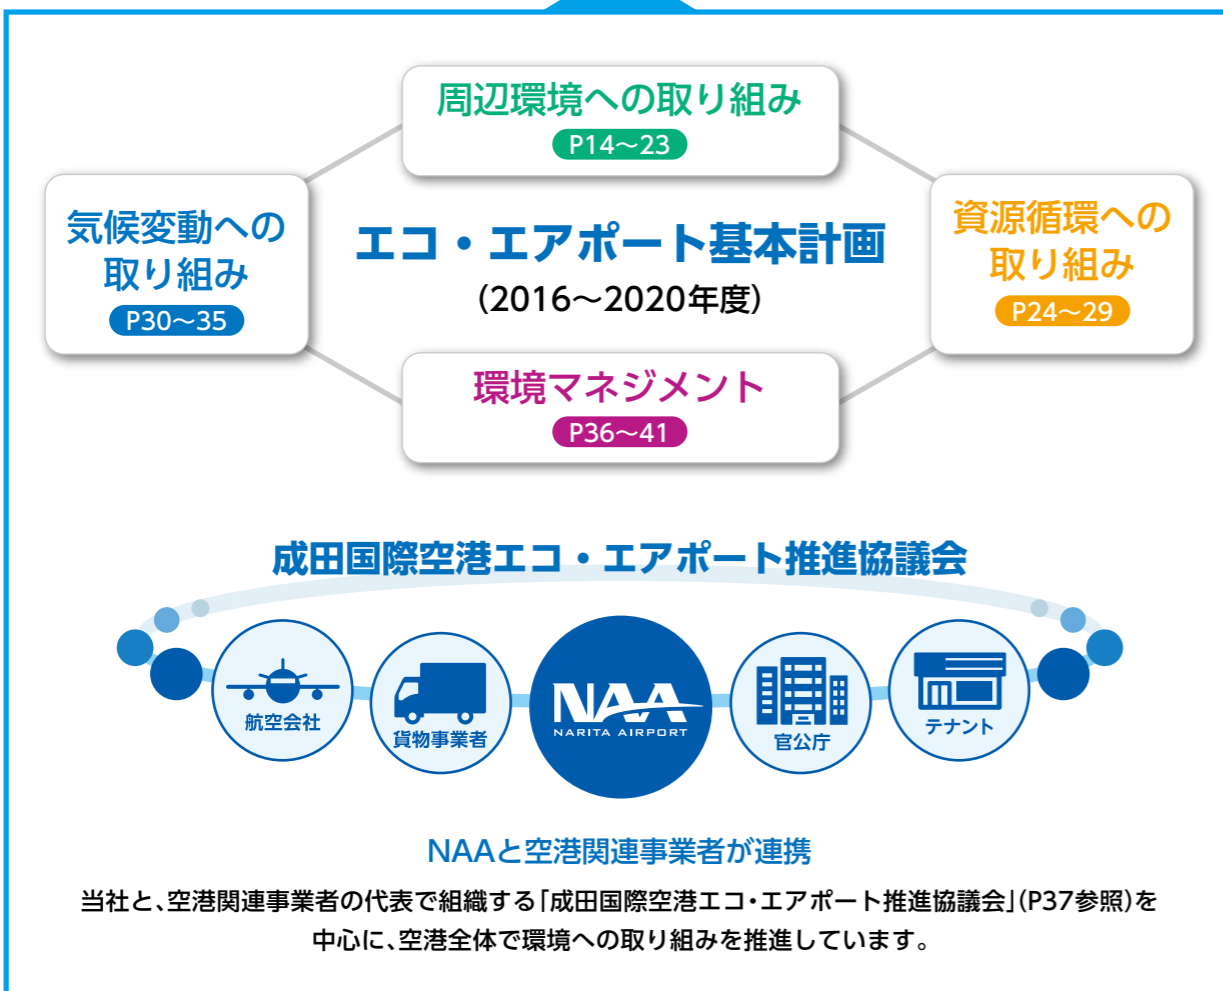 周辺環境への取り組み
P14～23
気候変動への
取り組み
P30～35
エコ・エアポート基本計画
（2016～2020年度）
資源循環への
取り組み
P24～29
環境マネジメント
P36～41
成田国際空港エコ・エアポート推進協議会
航空会社
貨物事業者
NAA
NARITA AIRPORT
官公庁
テナント
NAAと空港関連事業者が連携
当社と、空港関連事業者の代表で組織する「成田国際空港エコ・エアポート推進協議会」（P37参照）を
中心に、空港全体で環境への取り組みを推進しています。